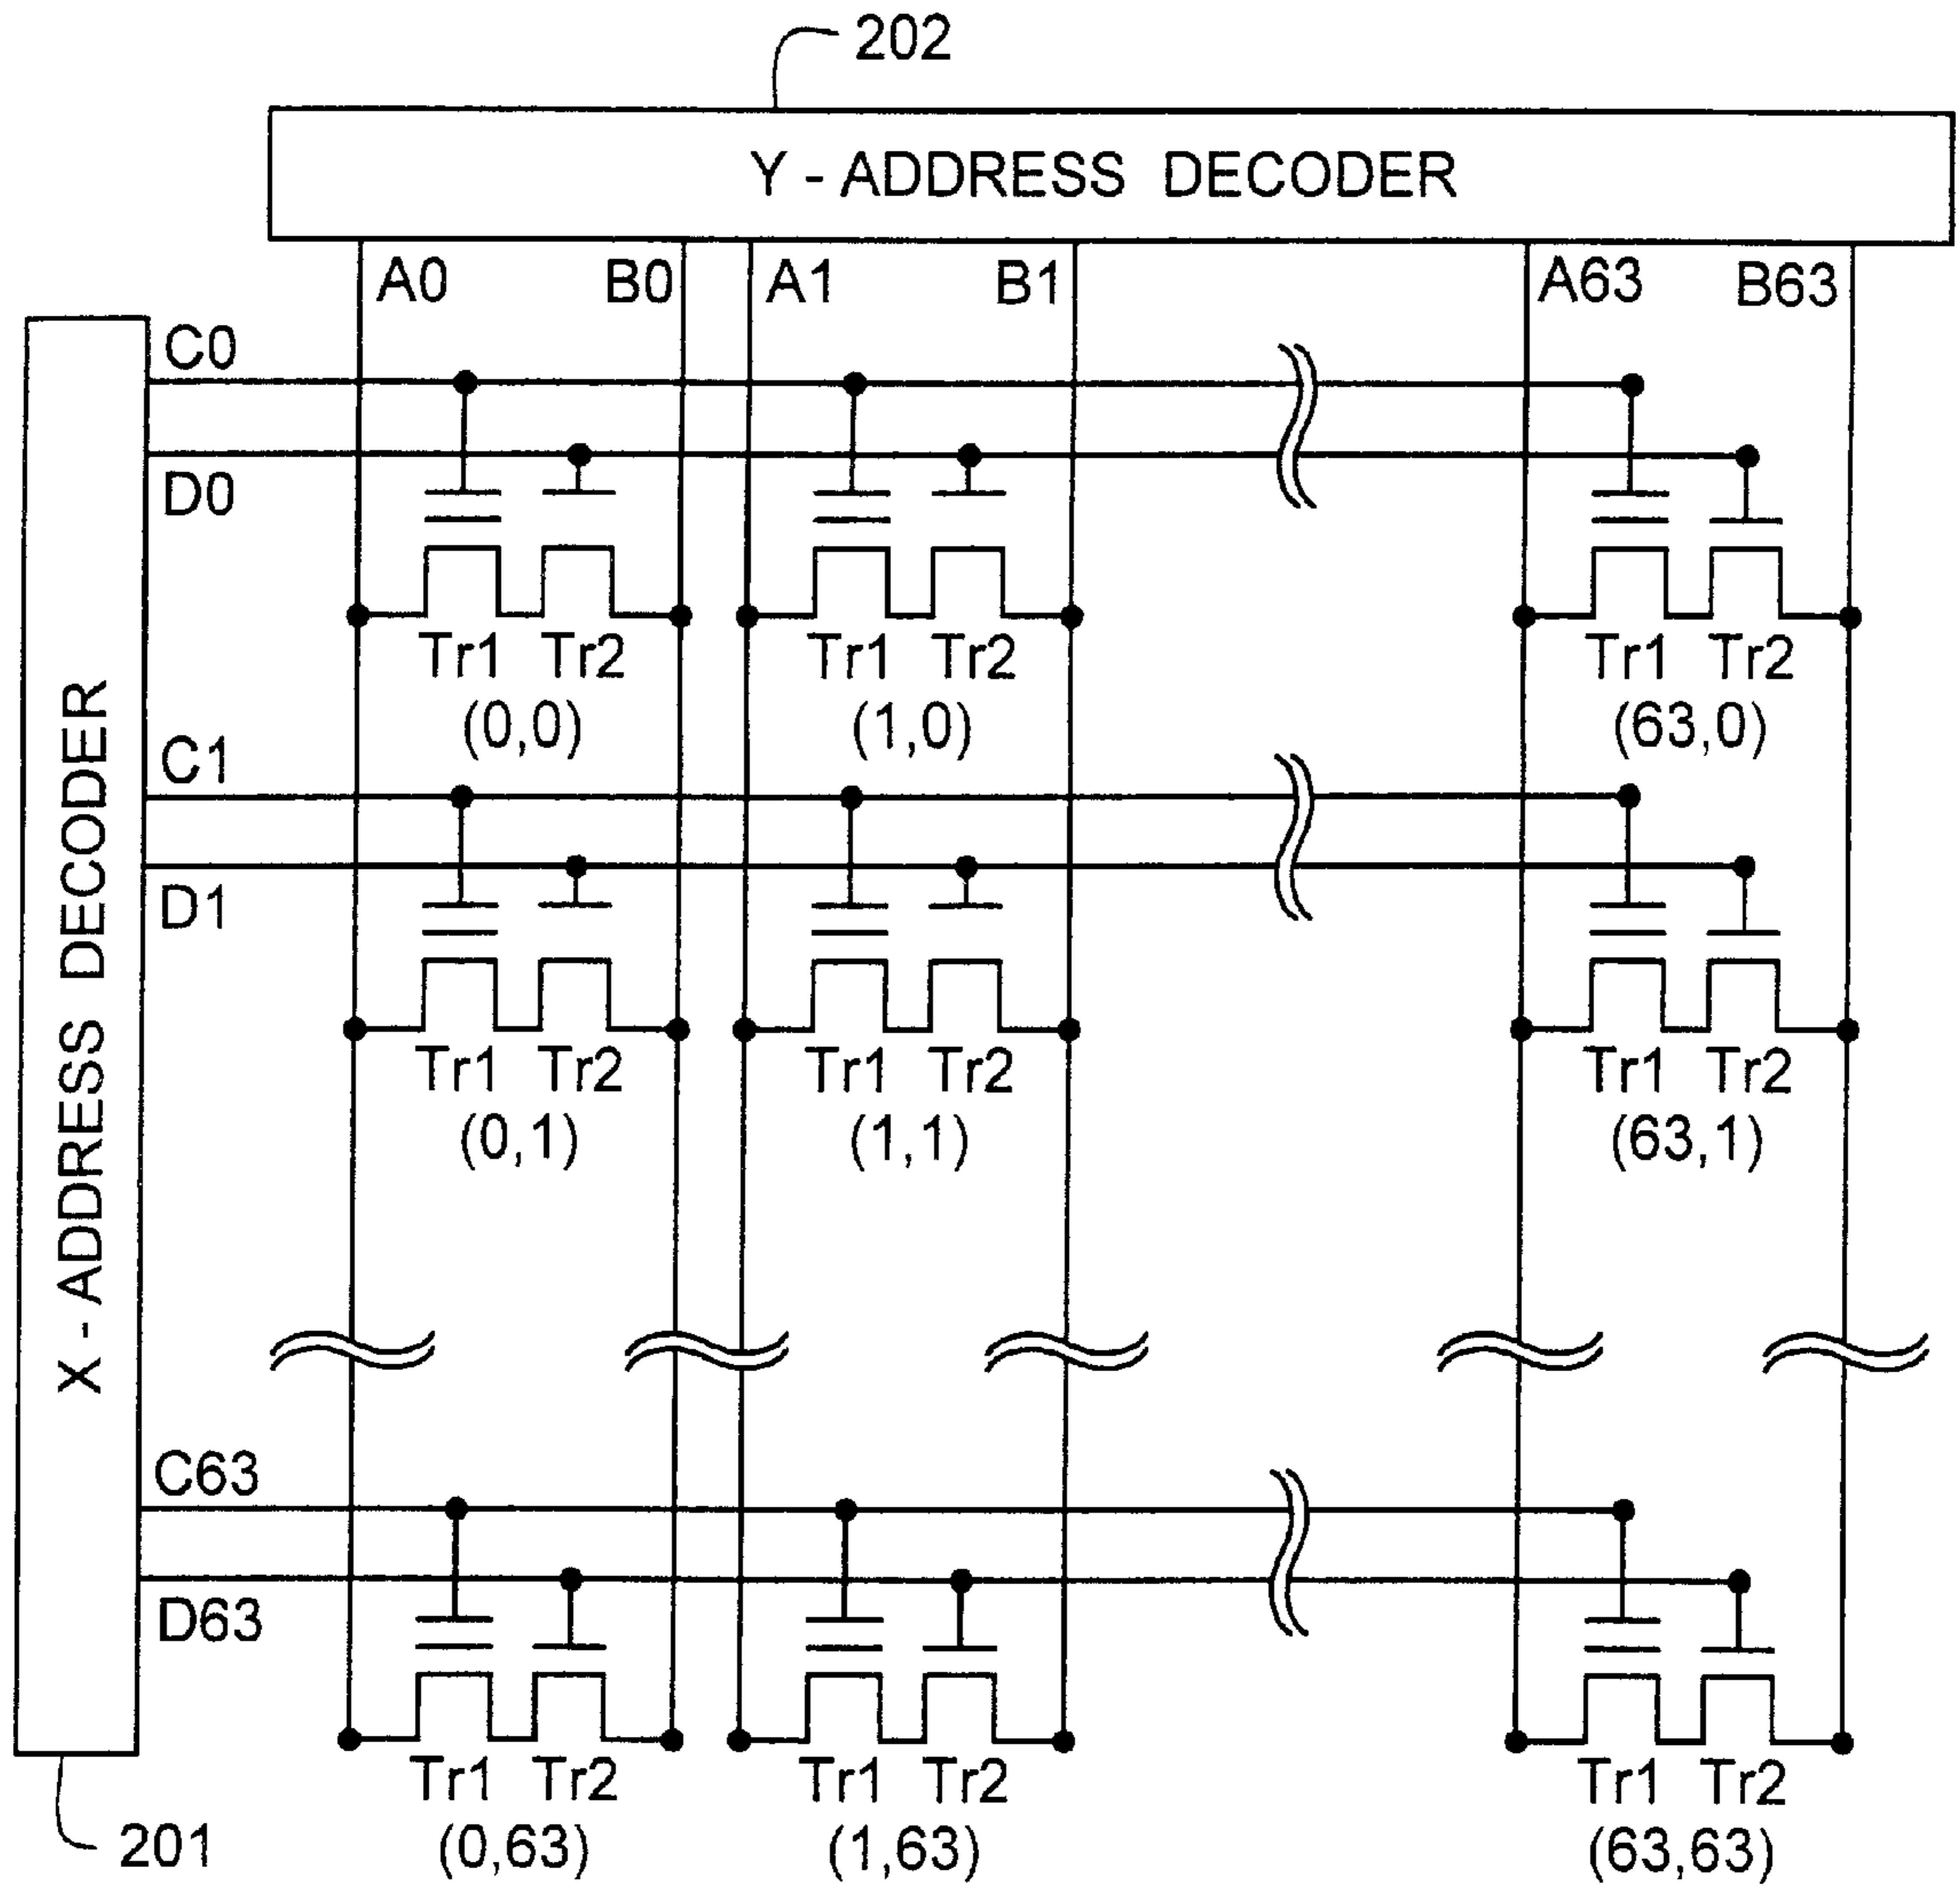 202
Y - ADDRESS DECODER
A0 B0 A1 B1 A63 B63
C0
D0
Tr1 Tr2 Tr1 Tr2 Tr1 Tr2
(0,0) (1,0) (63,0)
C1
D1
Tr1 Tr2 Tr1 Tr2 Tr1 Tr2
(0,1) (1,1) (63,1)
X - ADDRESS DECODER
C63
D63
Tr1 Tr2 Tr1 Tr2 Tr1 Tr2
(0,63) (1,63) (63,63)
201